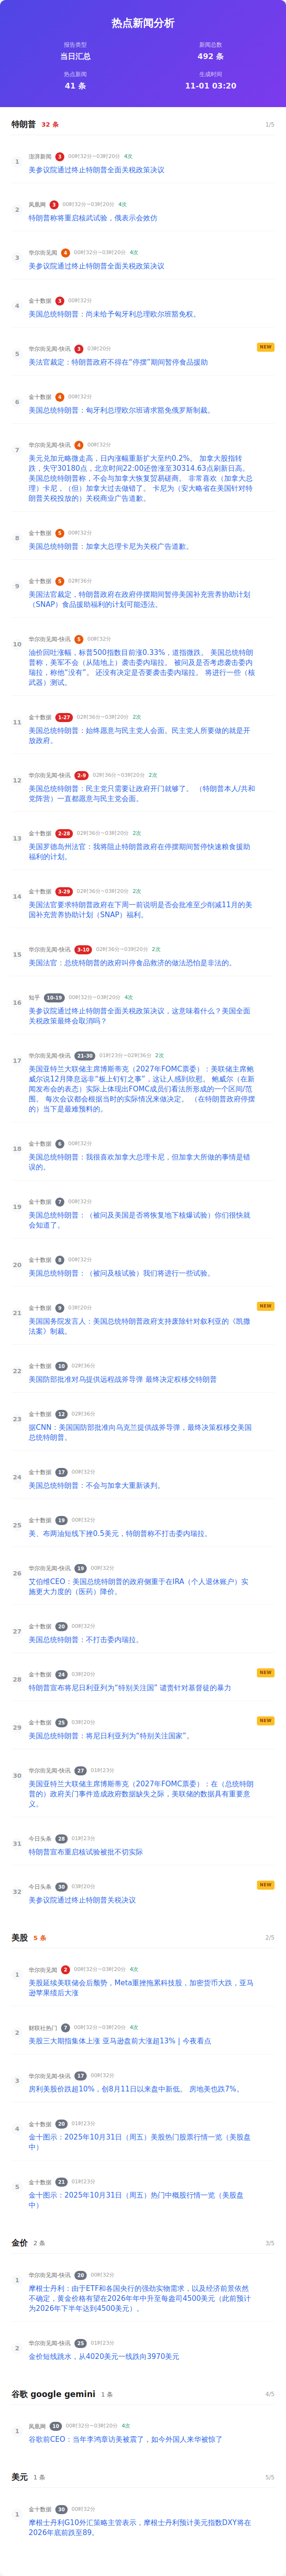 热点新闻分析
报告类型
当日汇总
新闻总数
492 条
热点新闻
41 条
生成时间
11-01 03:20
特朗普 32 条 1/5
1
澎湃新闻 3 00时32分~03时20分 4次
美参议院通过终止特朗普全面关税政策决议
2
凤凰网 3 00时32分~03时20分 4次
特朗普称将重启核武试验，俄表示会效仿
3
华尔街见闻 4 00时32分~03时20分 4次
美参议院通过终止特朗普全面关税政策决议
4
金十数据 3 00时32分
美国总统特朗普：尚未给予匈牙利总理欧尔班豁免权。
5
华尔街见闻-快讯 3 03时20分 NEW
美法官裁定：特朗普政府不得在“停摆”期间暂停食品援助
6
金十数据 4 00时32分
美国总统特朗普：匈牙利总理欧尔班请求豁免俄罗斯制裁。
7
华尔街见闻-快讯 4 00时32分
美元兑加元略微走高，日内涨幅重新扩大至约0.2%。 加拿大股指转
跌，失守30180点，北京时间22:00还曾涨至30314.63点刷新日高。
美国总统特朗普称，不会与加拿大恢复贸易磋商。 非常喜欢（加拿大总
理）卡尼，（但）加拿大过去做错了。 卡尼为（安大略省在美国针对特
朗普关税投放的）关税商业广告道歉。
8
金十数据 5 00时32分
美国总统特朗普：加拿大总理卡尼为关税广告道歉。
9
金十数据 5 02时36分
美国法官裁定，特朗普政府在政府停摆期间暂停美国补充营养协助计划
（SNAP）食品援助福利的计划可能违法。
10
华尔街见闻-快讯 5 00时32分
油价回吐涨幅，标普500指数目前涨0.33%，道指微跌。 美国总统特朗
普称，美军不会（从陆地上）袭击委内瑞拉。 被问及是否考虑袭击委内
瑞拉，称他“没有”。 还没有决定是否要袭击委内瑞拉。 将进行一些（核
武器）测试。
11
金十数据 1-27 02时36分~03时20分 2次
美国总统特朗普：始终愿意与民主党人会面。民主党人所要做的就是开
放政府。
12
华尔街见闻-快讯 2-9 02时36分~03时20分 2次
美国总统特朗普：民主党只需要让政府开门就够了。 （特朗普本人/共和
党阵营）一直都愿意与民主党会面。
13
金十数据 2-28 02时36分~03时20分 2次
美国罗德岛州法官：我将阻止特朗普政府在停摆期间暂停快速粮食援助
福利的计划。
14
金十数据 3-29 02时36分~03时20分 2次
美国法官要求特朗普政府在下周一前说明是否会批准至少削减11月的美
国补充营养协助计划（SNAP）福利。
15
华尔街见闻-快讯 3-10 02时36分~03时20分 2次
美国法官：总统特朗普的政府叫停食品救济的做法恐怕是非法的。
16
知乎 10-19 00时32分~03时20分 4次
美参议院通过终止特朗普全面关税政策决议，这意味着什么？美国全面
关税政策最终会取消吗？
17
华尔街见闻-快讯 21-30 01时23分~02时36分 2次
美国亚特兰大联储主席博斯蒂克（2027年FOMC票委）：美联储主席鲍
威尔说12月降息远非“板上钉钉之事”，这让人感到欣慰。 鲍威尔（在新
闻发布会的表态）实际上体现出FOMC成员们看法所形成的一个区间/范
围。 每次会议都会根据当时的实际情况来做决定。 （在特朗普政府停摆
的）当下是最难预料的。
18
金十数据 6 00时32分
美国总统特朗普：我很喜欢加拿大总理卡尼，但加拿大所做的事情是错
误的。
19
金十数据 7 00时32分
美国总统特朗普：（被问及美国是否将恢复地下核爆试验）你们很快就
会知道了。
20
金十数据 8 00时32分
美国总统特朗普：（被问及核试验）我们将进行一些试验。
21
金十数据 9 03时20分 NEW
美国国务院发言人：美国总统特朗普政府支持废除针对叙利亚的《凯撒
法案》制裁。
22
金十数据 10 02时36分
美国防部批准对乌提供远程战斧导弹 最终决定权移交特朗普
23
金十数据 12 02时36分
据CNN：美国国防部批准向乌克兰提供战斧导弹，最终决策权移交美国
总统特朗普。
24
金十数据 17 00时32分
美国总统特朗普：不会与加拿大重新谈判。
25
金十数据 19 00时32分
美、布两油短线下挫0.5美元，特朗普称不打击委内瑞拉。
26
华尔街见闻-快讯 19 00时32分
艾伯维CEO：美国总统特朗普的政府侧重于在IRA（个人退休账户）实
施更大力度的（医药）降价。
27
金十数据 20 00时32分
美国总统特朗普：不打击委内瑞拉。
28
金十数据 24 03时20分 NEW
特朗普宣布将尼日利亚列为“特别关注国” 谴责针对基督徒的暴力
29
金十数据 25 03时20分 NEW
美国总统特朗普：将尼日利亚列为“特别关注国家”。
30
华尔街见闻-快讯 27 01时23分
美国亚特兰大联储主席博斯蒂克（2027年FOMC票委）：在（总统特朗
普的）政府关门事件造成政府数据缺失之际，美联储的数据具有重要意
义。
31
今日头条 28 01时23分
特朗普宣布重启核试验被批不切实际
32
今日头条 30 03时20分 NEW
美参议院通过终止特朗普关税决议
美股 5 条 2/5
1
华尔街见闻 2 00时32分~03时20分 4次
美股延续美联储会后颓势，Meta重挫拖累科技股，加密货币大跌，亚马
逊苹果绩后大涨
2
财联社热门 7 00时32分~03时20分 4次
美股三大期指集体上涨 亚马逊盘前大涨超13%丨今夜看点
3
华尔街见闻-快讯 17 00时32分
房利美股价跌超10%，创8月11日以来盘中新低。 房地美也跌7%。
4
金十数据 20 01时23分
金十图示：2025年10月31日（周五）美股热门股票行情一览（美股盘
中）
5
金十数据 21 01时23分
金十图示：2025年10月31日（周五）热门中概股行情一览（美股盘
中）
金价 2 条 3/5
1
华尔街见闻-快讯 20 00时32分
摩根士丹利：由于ETF和各国央行的强劲实物需求，以及经济前景依然
不确定，黄金价格有望在2026年年中升至每盎司4500美元（此前预计
为2026年下半年达到4500美元）。
2
华尔街见闻-快讯 25 01时23分
金价短线跳水，从4020美元一线跌向3970美元
谷歌 google gemini 1 条 4/5
1
凤凰网 10 00时32分~03时20分 4次
谷歌前CEO：当年李鸿章访美被震了，如今外国人来华被惊了
美元 1 条 5/5
1
金十数据 30 00时32分
摩根士丹利G10外汇策略主管表示，摩根士丹利预计美元指数DXY将在
2026年底前跌至89。